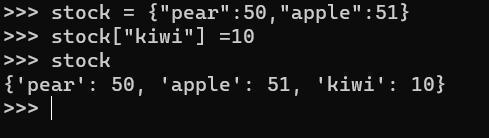 >>> stock = {"pear":50,"apple":51}
>>> stock["kiwi"] =10
>>> stock
{'pear': 50, 'apple': 51, 'kiwi': 10}
>>>